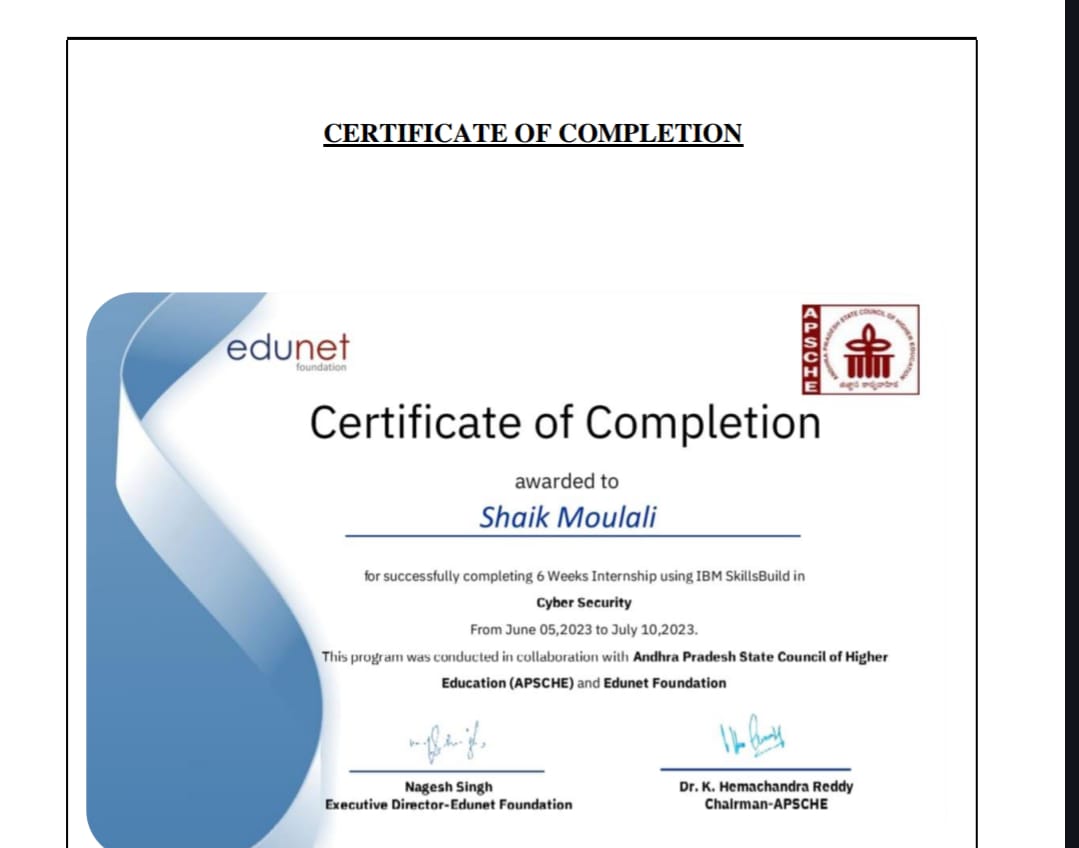 CERTIFICATE OF COMPLETION
edunet
foundation
APSCHE
ANDHRA PRADESH STATE COUNCIL OF HIGHER EDUCATION
Certificate of Completion
awarded to
Shaik Moulali
for successfully completing 6 Weeks Internship using IBM SkillsBuild in
Cyber Security
From June 05,2023 to July 10,2023.
This program was conducted in collaboration with Andhra Pradesh State Council of Higher
Education (APSCHE) and Edunet Foundation
Nagesh Singh
Executive Director-Edunet Foundation
Dr. K. Hemachandra Reddy
Chairman-APSCHE